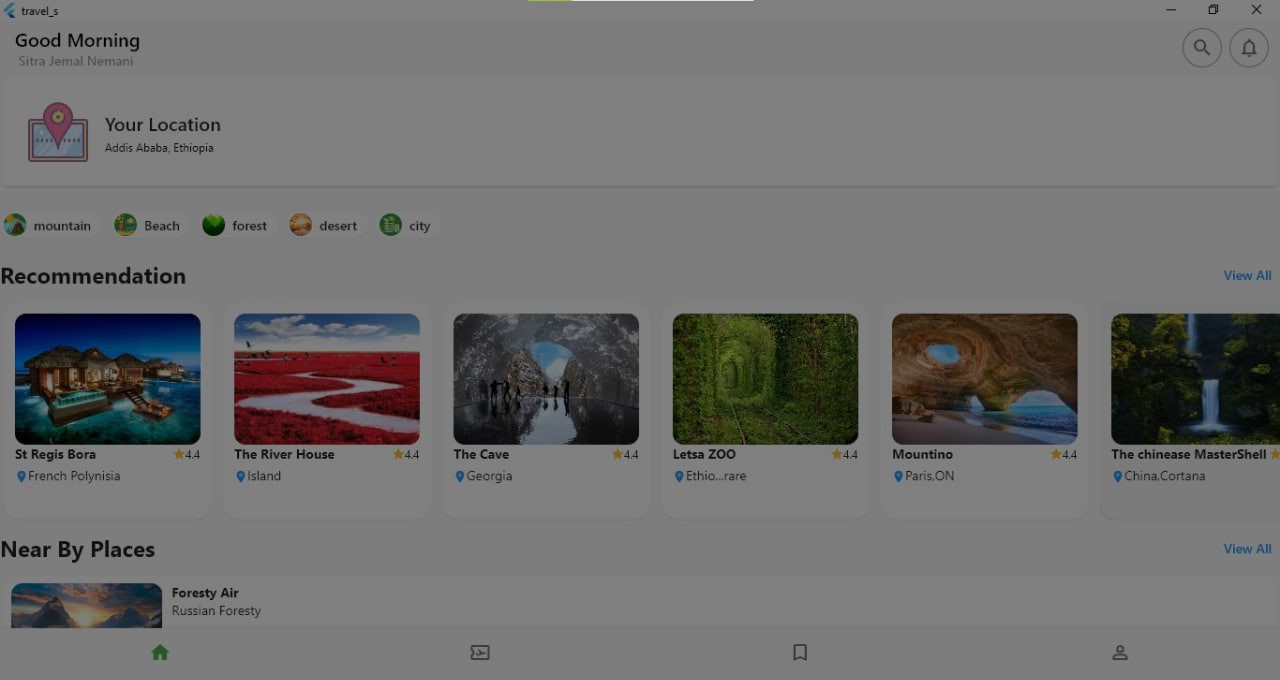 travel_s
Good Morning
Sitra Jemal Nemani
Your Location
Addis Ababa, Ethiopia
mountain Beach forest desert city
Recommendation View All
St Regis Bora 4.4
French Polynisia
The River House 4.4
Island
The Cave 4.4
Georgia
Letsa ZOO 4.4
Ethio...rare
Mountino 4.4
Paris,ON
The chinease MasterShell
China,Cortana
Near By Places View All
Foresty Air
Russian Foresty